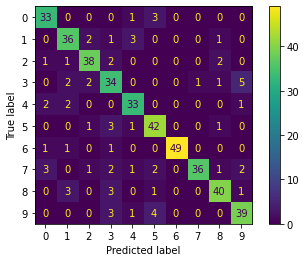 0 33 0 0 0 1 3 0 0 0 0
1 0 36 2 1 3 0 0 0 1 0
2 1 1 38 2 0 0 0 0 2 0
3 0 2 2 34 0 0 0 1 1 5
4 2 2 0 0 33 0 0 0 0 1
5 0 0 1 3 1 42 0 0 1 0
6 1 1 0 0 1 0 49 0 0 0
7 3 0 1 2 1 2 0 36 1 2
8 0 3 0 3 0 1 0 0 40 1
9 0 0 0 3 1 4 0 0 0 39
0 1 2 3 4 5 6 7 8 9
Predicted label
True label
40
30
20
10
0